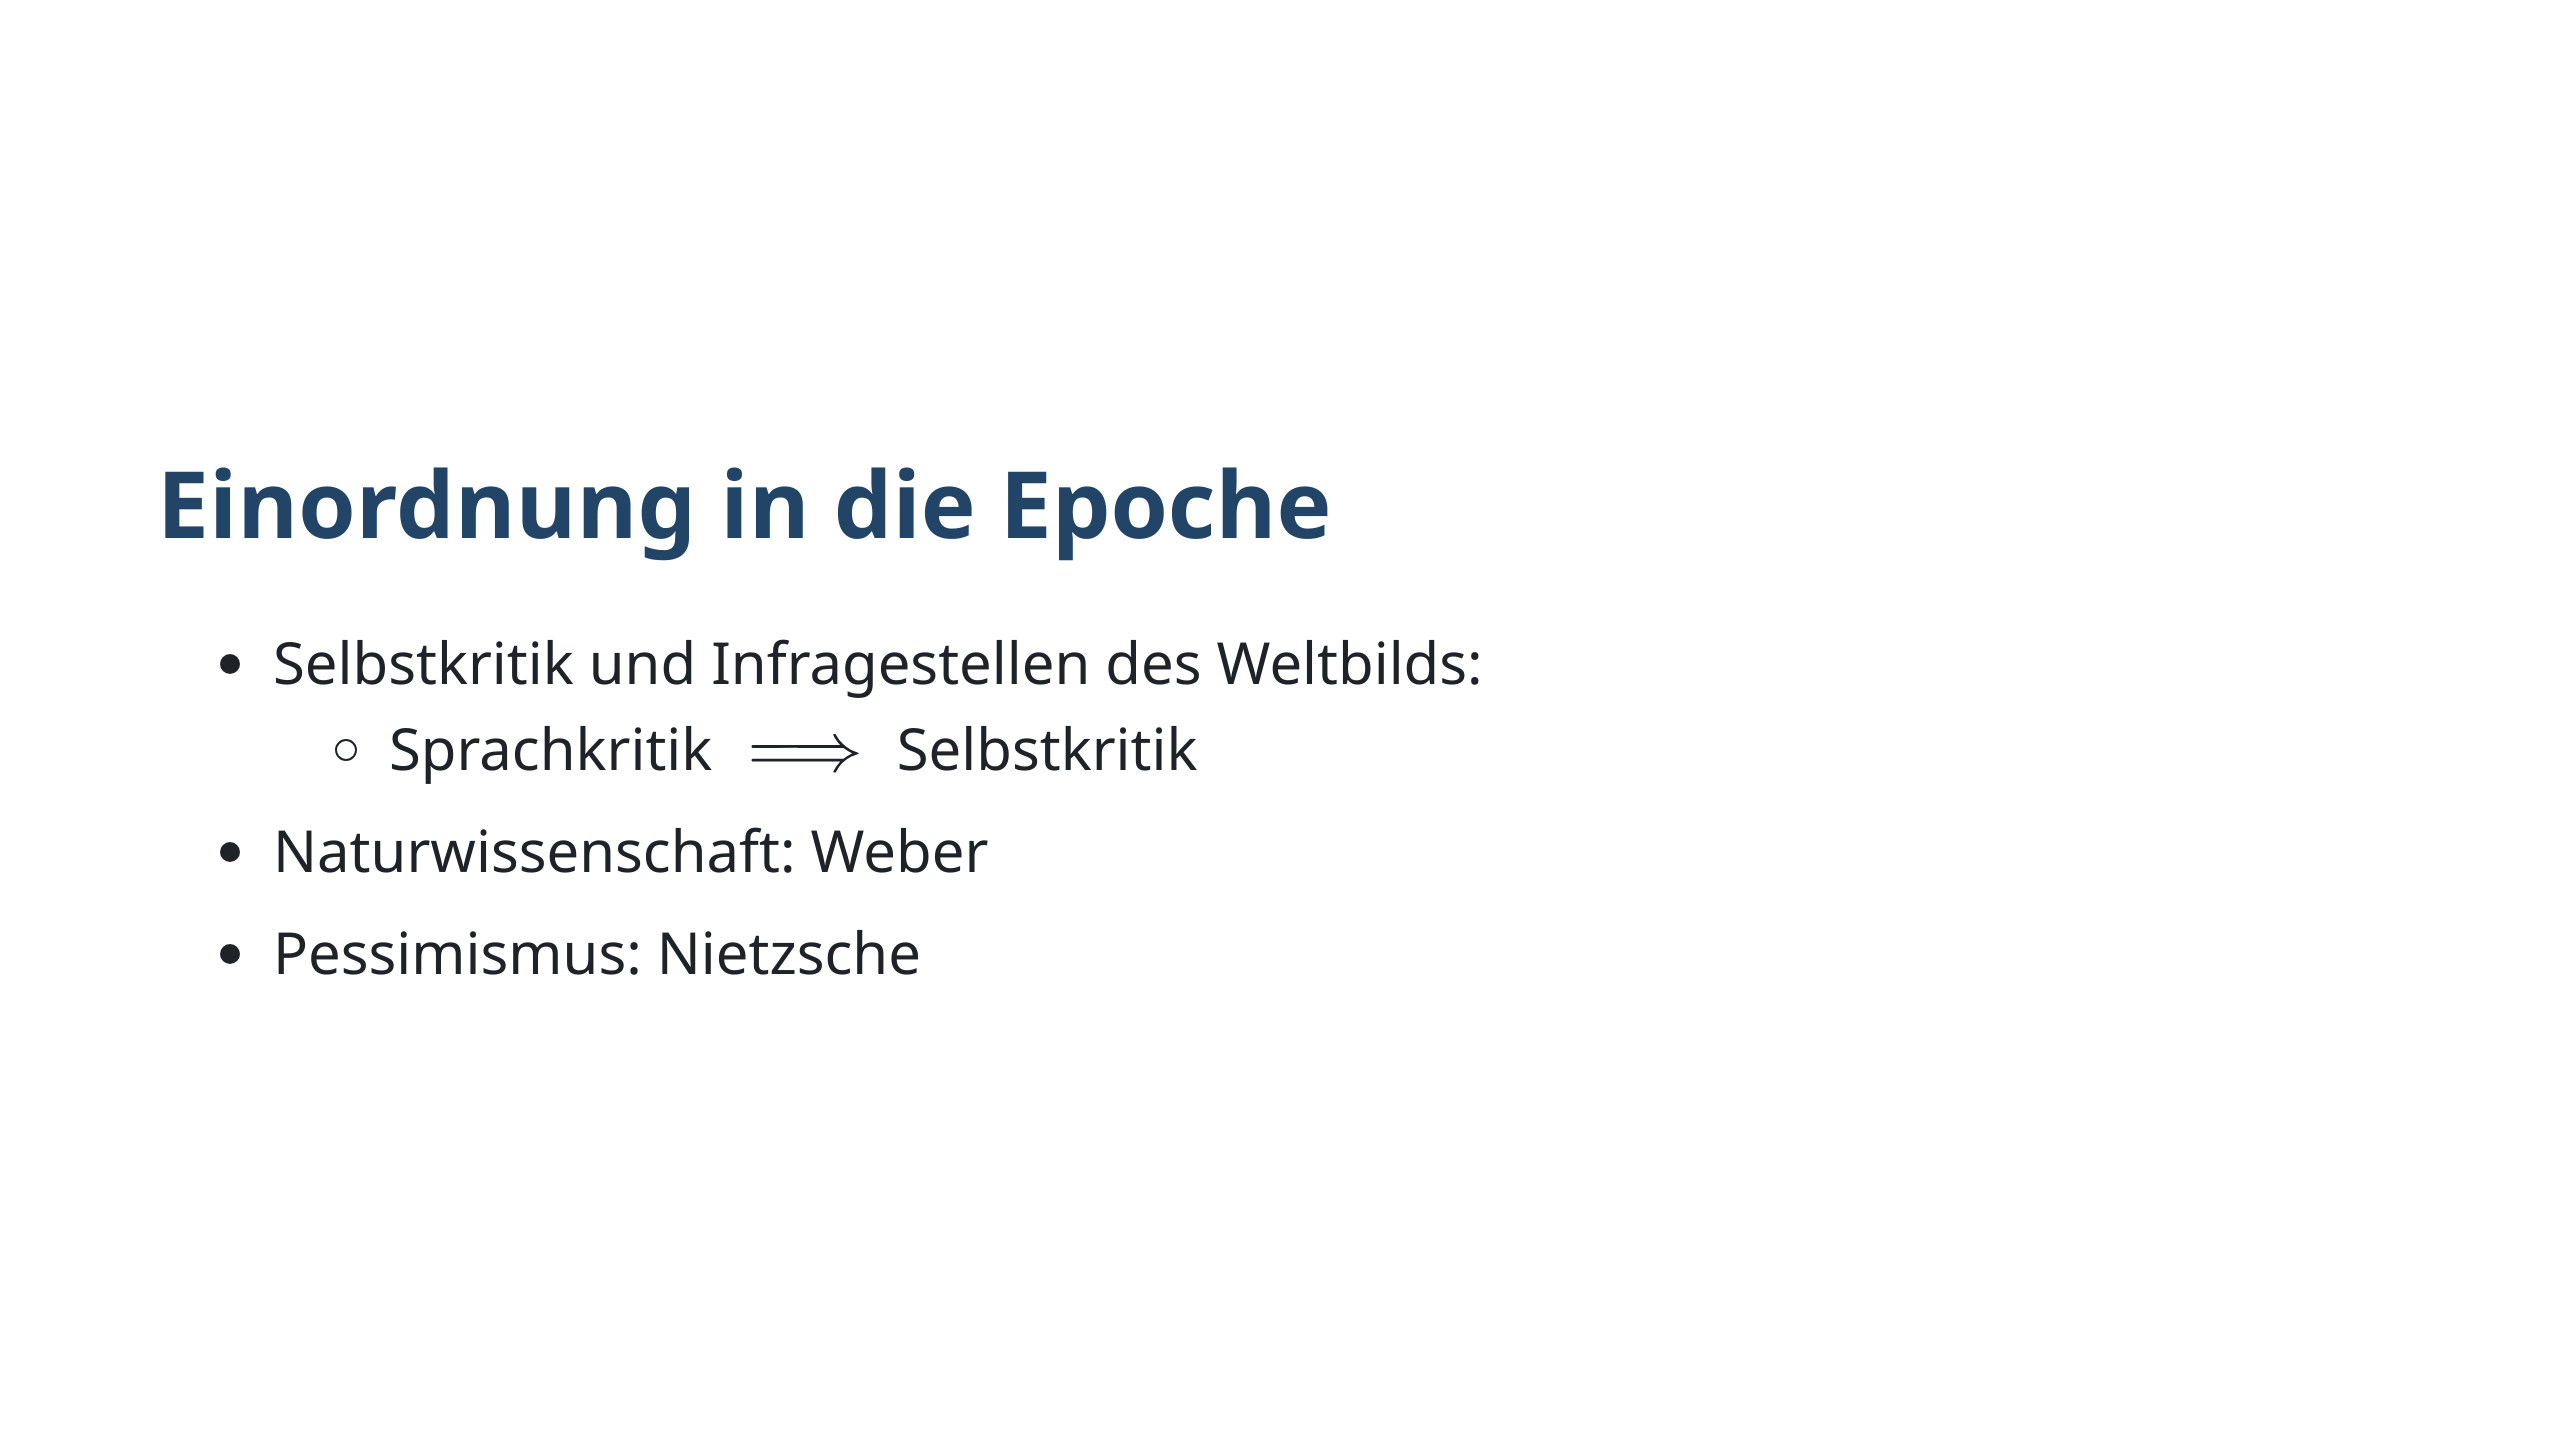 Einordnung in die Epoche
• Selbstkritik und Infragestellen des Weltbilds:
◦ Sprachkritik ⟹ Selbstkritik
• Naturwissenschaft: Weber
• Pessimismus: Nietzsche